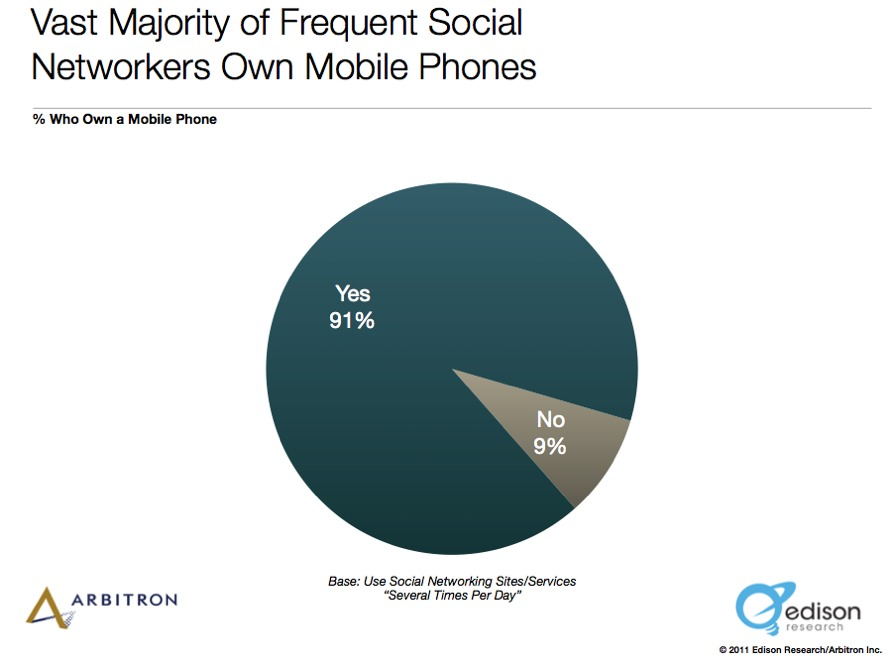 Vast Majority of Frequent Social
Networkers Own Mobile Phones
% Who Own a Mobile Phone
Yes
91%
No
9%
Base: Use Social Networking Sites/Services
“Several Times Per Day”
ARBITRON
edison
research
© 2011 Edison Research/Arbitron Inc.